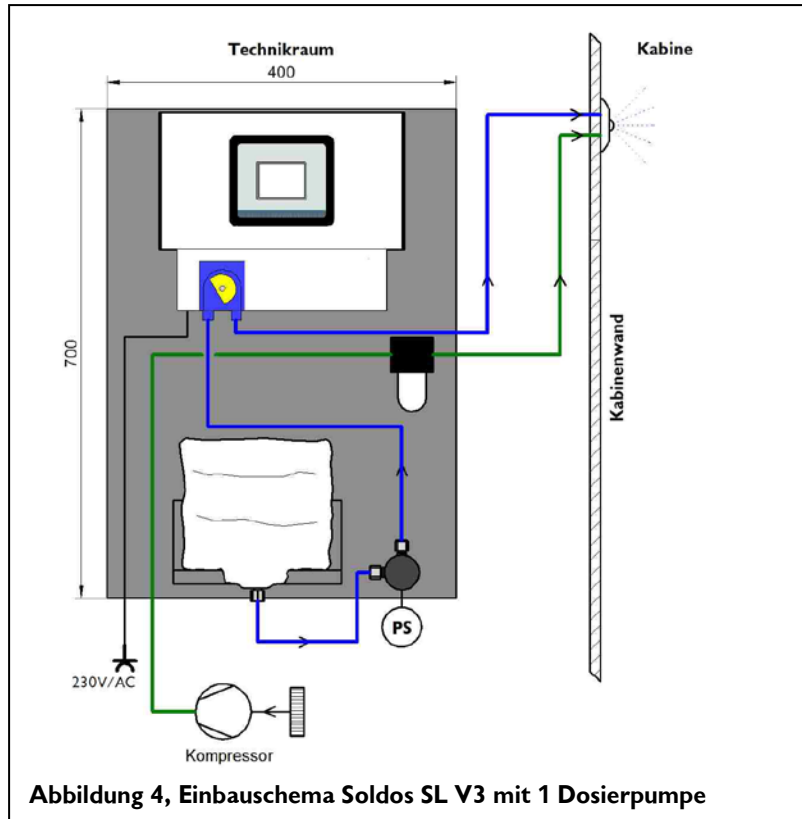 Technikraum
Kabine
400
700
Kabinenwand
PS
230V/AC
Kompressor
Abbildung 4, Einbauschema Soldos SL V3 mit 1 Dosierpumpe